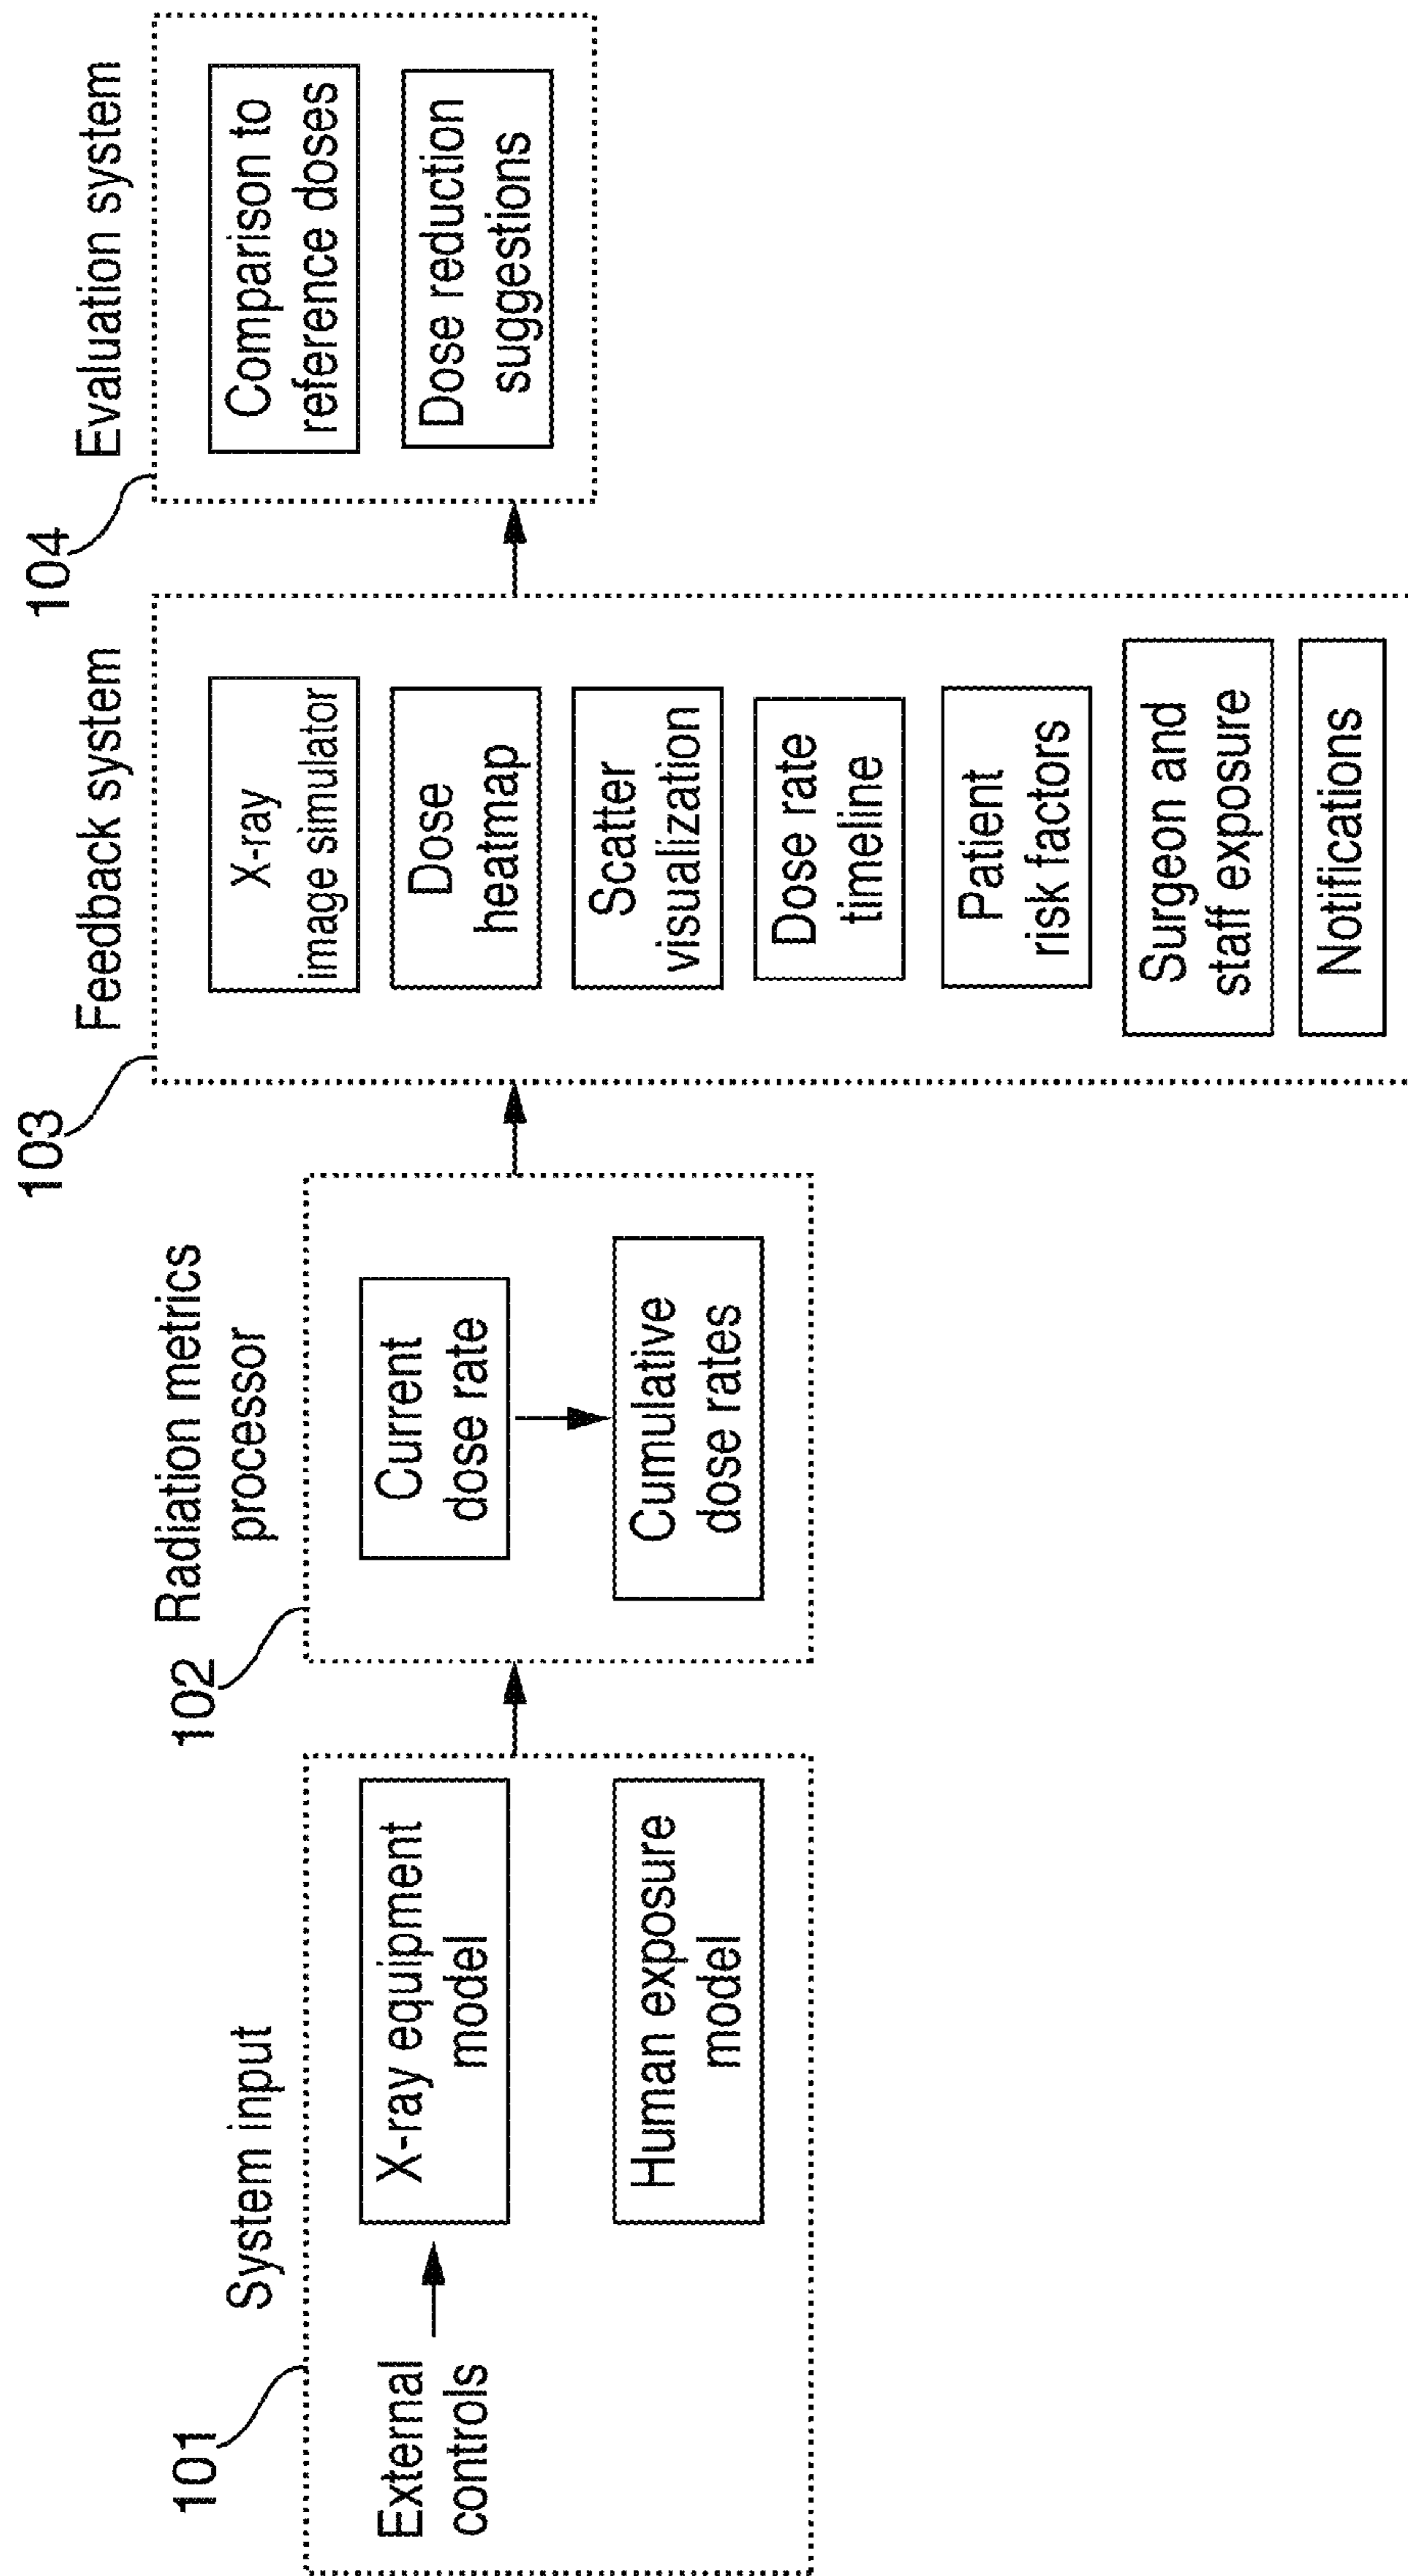 101
System input
External
controls
X-ray equipment
model
Human exposure
model
102
Radiation metrics
processor
Current
dose rate
Cumulative
dose rates
103
Feedback system
X-ray
image simulator
Dose
heatmap
Scatter
visualization
Dose rate
timeline
Patient
risk factors
Surgeon and
staff exposure
Notifications
104
Evaluation system
Comparison to
reference doses
Dose reduction
suggestions